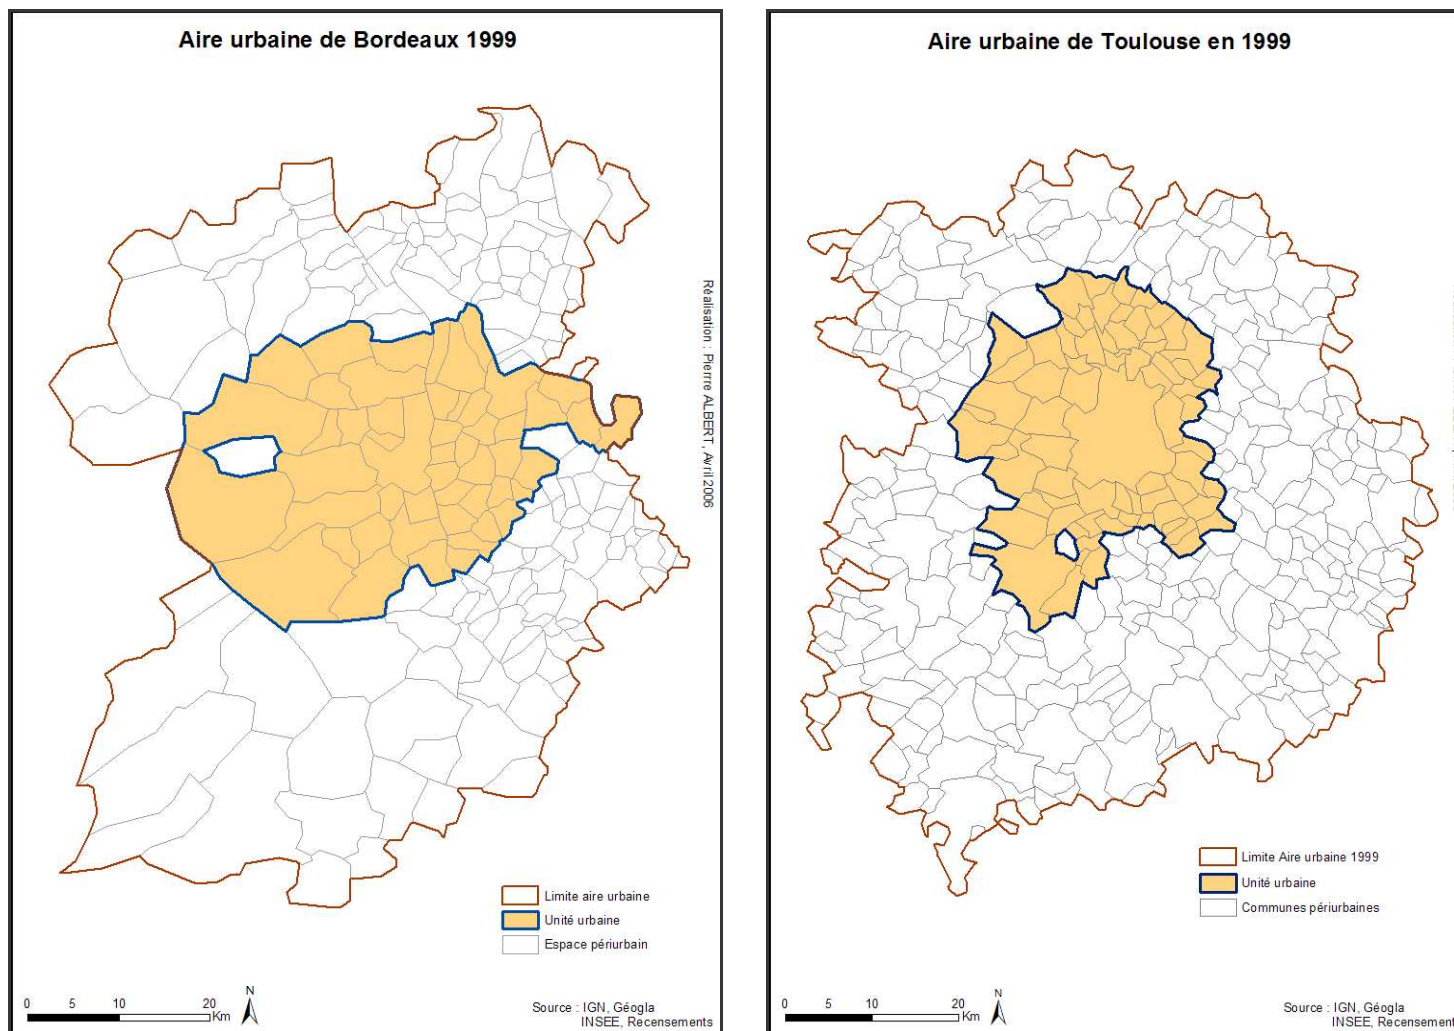 Aire urbaine de Bordeaux 1999
Réalisation : Pierrre ALBERT, Avril 2006
Limite aire urbaine
Unité urbaine
Espace périurbain
0 5 10 20
Km
N
Source : IGN, Géogla
INSEE, Recensements
Aire urbaine de Toulouse en 1999
Limite Aire urbaine 1999
Unité urbaine
Communes périurbaines
0 5 10 20
Km
N
Source : IGN, Géogla
INSEE, Recensement